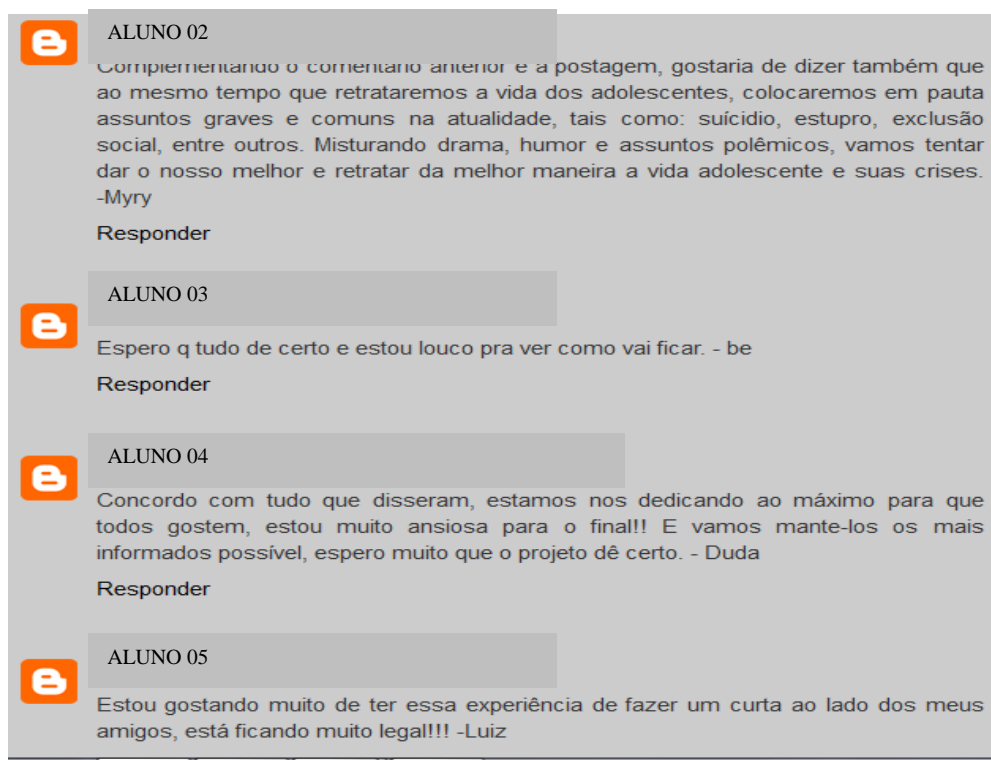 ALUNO 02
Complementando o comentário anterior e a postagem, gostaria de dizer também que
ao mesmo tempo que retrataremos a vida dos adolescentes, colocaremos em pauta
assuntos graves e comuns na atualidade, tais como: suícidio, estupro, exclusão
social, entre outros. Misturando drama, humor e assuntos polêmicos, vamos tentar
dar o nosso melhor e retratar da melhor maneira a vida adolescente e suas crises.
-Myry
Responder
ALUNO 03
Espero q tudo de certo e estou louco pra ver como vai ficar. - be
Responder
ALUNO 04
Concordo com tudo que disseram, estamos nos dedicando ao máximo para que
todos gostem, estou muito ansiosa para o final!! E vamos mante-los os mais
informados possível, espero muito que o projeto dê certo. - Duda
Responder
ALUNO 05
Estou gostando muito de ter essa experiência de fazer um curta ao lado dos meus
amigos, está ficando muito legal!!! -Luiz